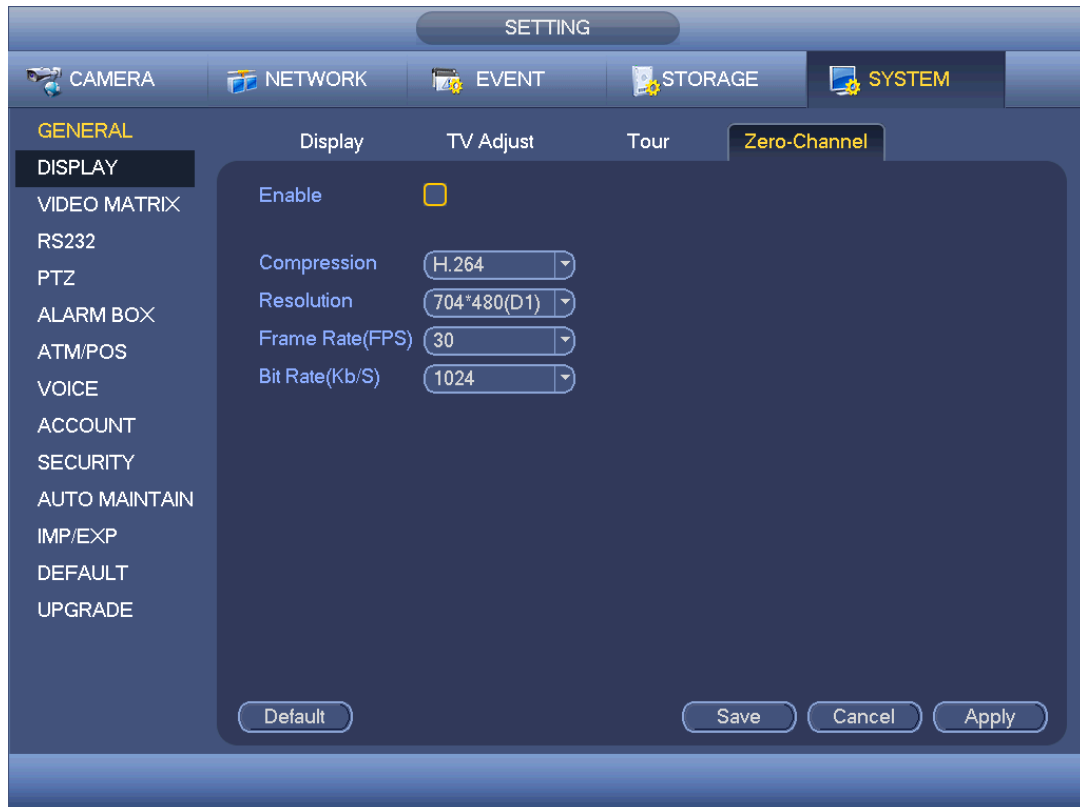 SETTING
CAMERA NETWORK EVENT STORAGE SYSTEM
GENERAL
DISPLAY
VIDEO MATRIX
RS232
PTZ
ALARM BOX
ATM/POS
VOICE
ACCOUNT
SECURITY
AUTO MAINTAIN
IMP/EXP
DEFAULT
UPGRADE
Display TV Adjust Tour Zero-Channel
Enable
Compression H.264
Resolution 704*480(D1)
Frame Rate(FPS) 30
Bit Rate(Kb/S) 1024
Default Save Cancel Apply